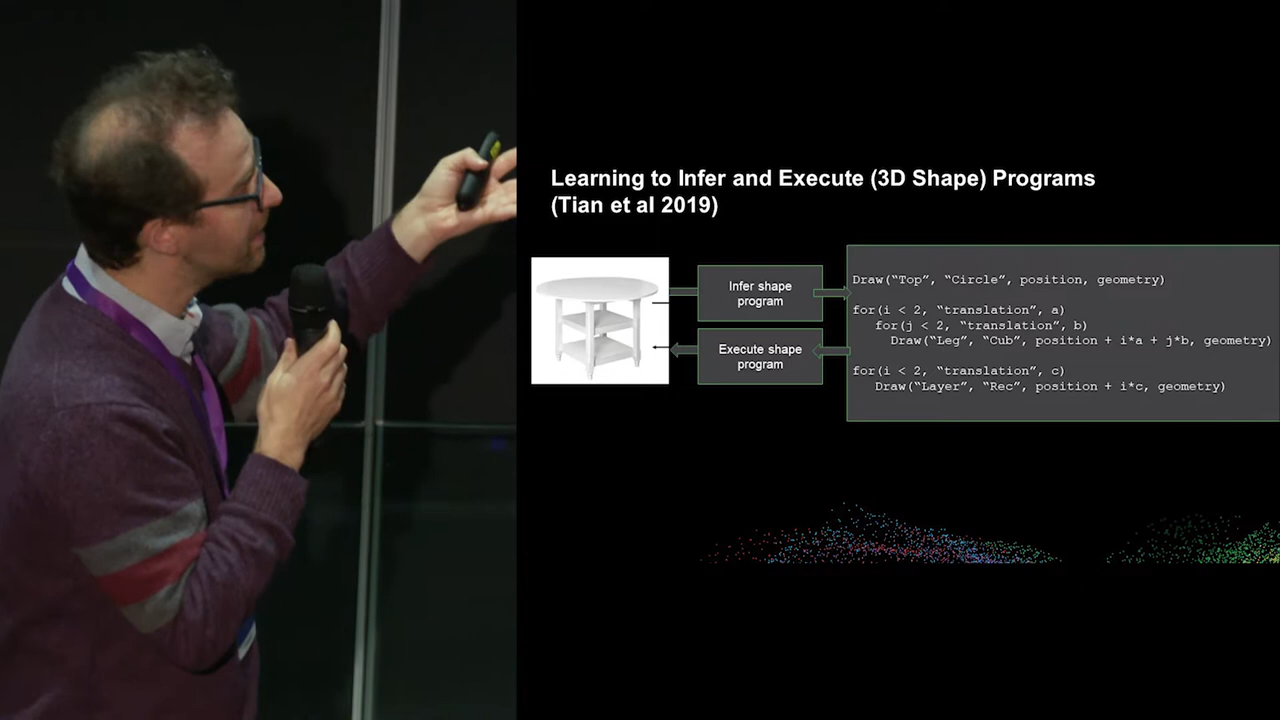 Learning to Infer and Execute (3D Shape) Programs
(Tian et al 2019)
Infer shape
program
Execute shape
program
Draw(“Top”, “Circle”, position, geometry)
for(i < 2, “translation”, a)
for(j < 2, “translation”, b)
Draw(“Leg”, “Cub”, position + i*a + j*b, geometry)
for(i < 2, “translation”, c)
Draw(“Layer”, “Rec”, position + i*c, geometry)